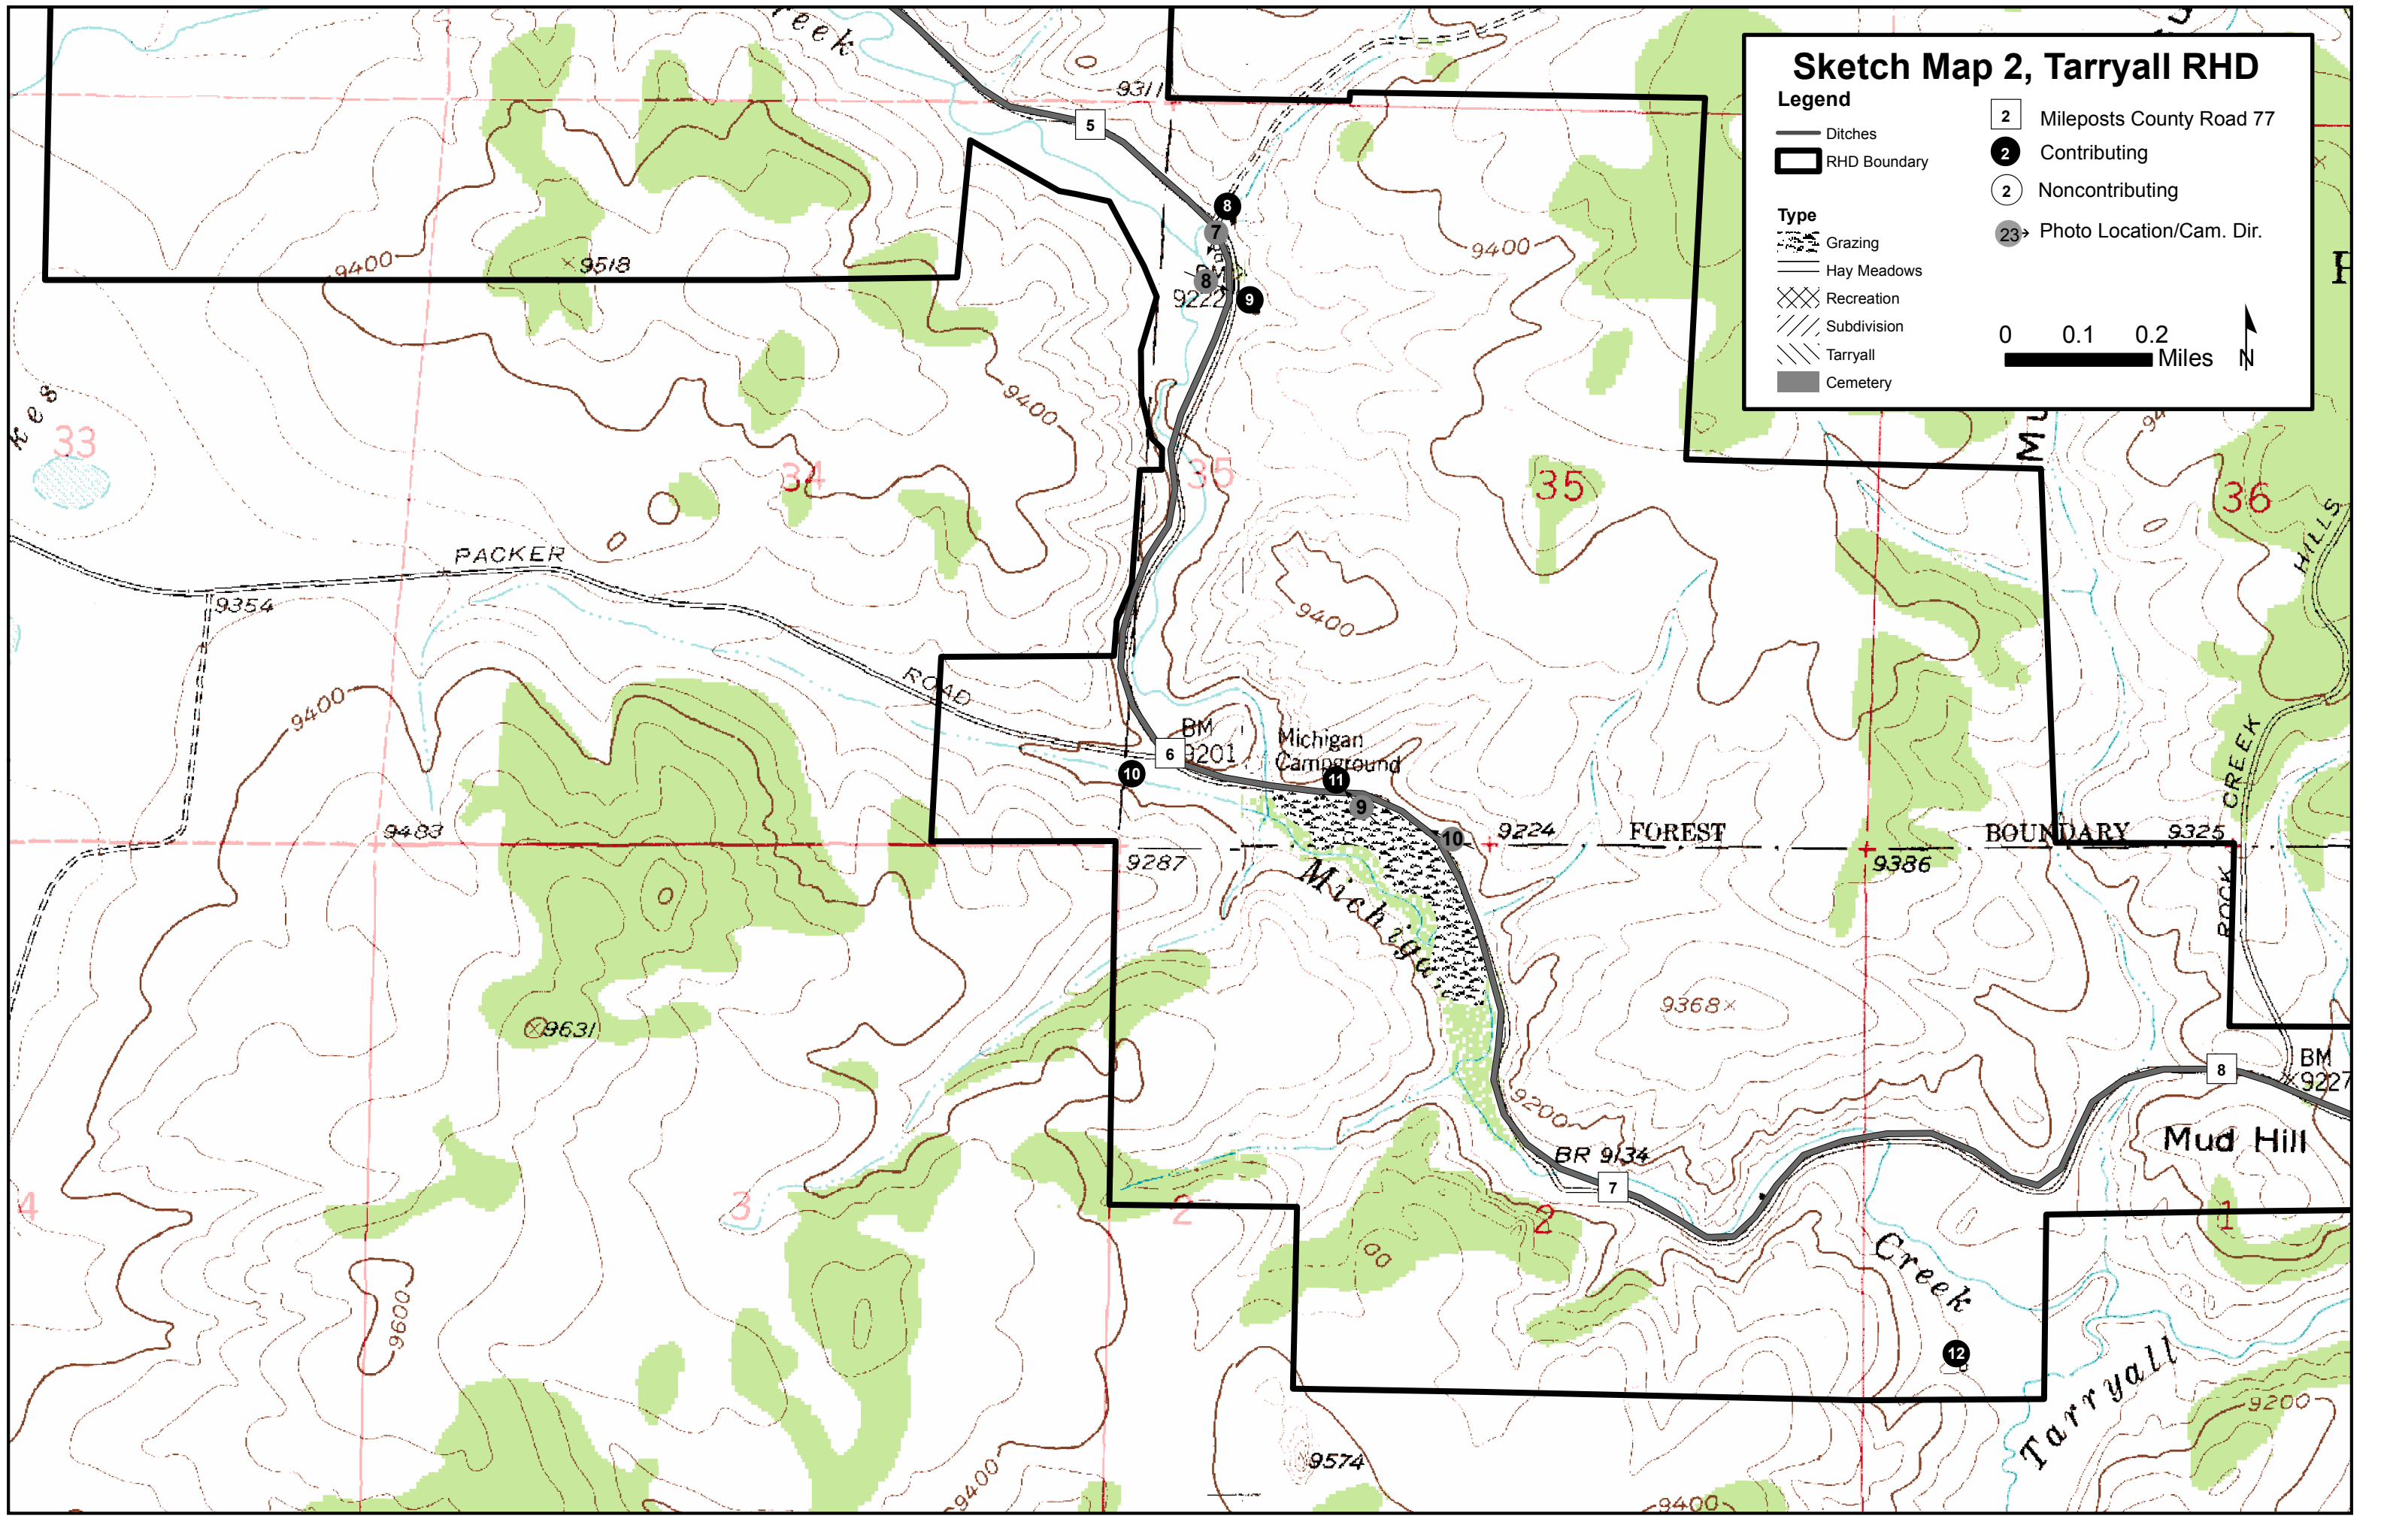 Sketch Map 2, Tarryall RHD
Legend
Ditches
RHD Boundary
Type
Grazing
Hay Meadows
Recreation
Subdivision
Tarryall
Cemetery
2 Mileposts County Road 77
2 Contributing
2 Noncontributing
23 Photo Location/Cam. Dir.
0 0.1 0.2
Miles
N
reek
9311
5
8
7
9400
9400
9518
8
9222
9
H
kes
33
9400
34
35
35
Mu
94
36
HILLS
PACKER
9354
9400
ROAD
9400
BM
9201
6
Michigan
Campground
10
11
9
CREEK
9483
10
9224
FOREST
BOUNDARY
9325
9287
9386
Michiga
ROCK
9631
9368
8
BM
9227
9200
BR 9134
Mud Hill
7
4
3
2
2
1
Creek
9600
12
Tarryall
9200
9574
9400
9400